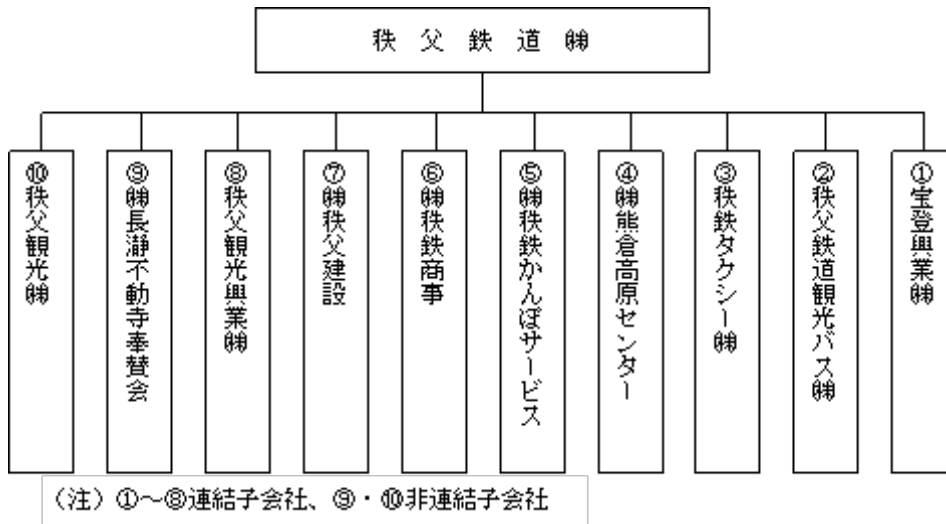 秩父鉄道㈱
①宝登興業㈱
②秩父鉄道観光バス㈱
③秩鉄タクシー㈱
④㈱熊倉高原センター
⑤㈱秩鉄かんぽサービス
⑥㈱秩鉄商事
⑦㈱秩父建設
⑧秩父観光興業㈱
⑨㈱長瀞不動寺奉賛会
⑩秩父観光㈱
（注）①～⑧連結子会社、⑨・⑩非連結子会社